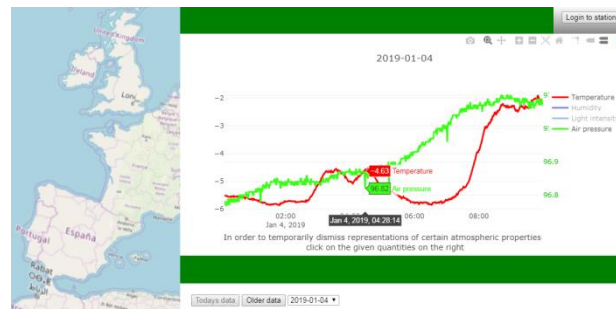 Login to station
2019-01-04
United Kingdom
Ireland
France
España
Portugal
Rabat
−2
−3
−4
−5
−6
Temperature
Humidity
Light intensity
Air pressure
96.9
96.8
−4.63 Temperature
96.82 Air pressure
02:00
06:00
08:00
Jan 4, 2019
Jan 4, 2019, 04:28:14
In order to temporarily dismiss representations of certain atmospheric properties
click on the given quantities on the right
Todays data
Older data
2019-01-04